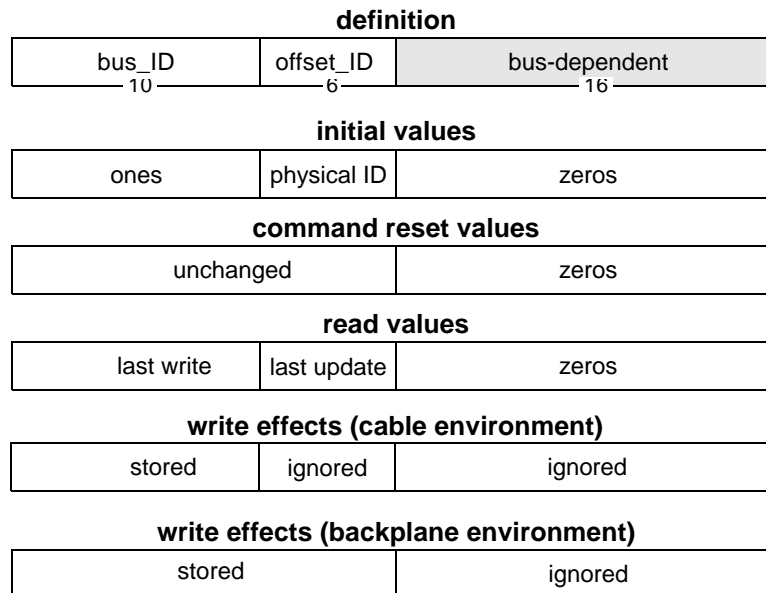 definition
bus_ID offset_ID bus-dependent
10 6 16
initial values
ones physical ID zeros
command reset values
unchanged zeros
read values
last write last update zeros
write effects (cable environment)
stored ignored ignored
write effects (backplane environment)
stored ignored